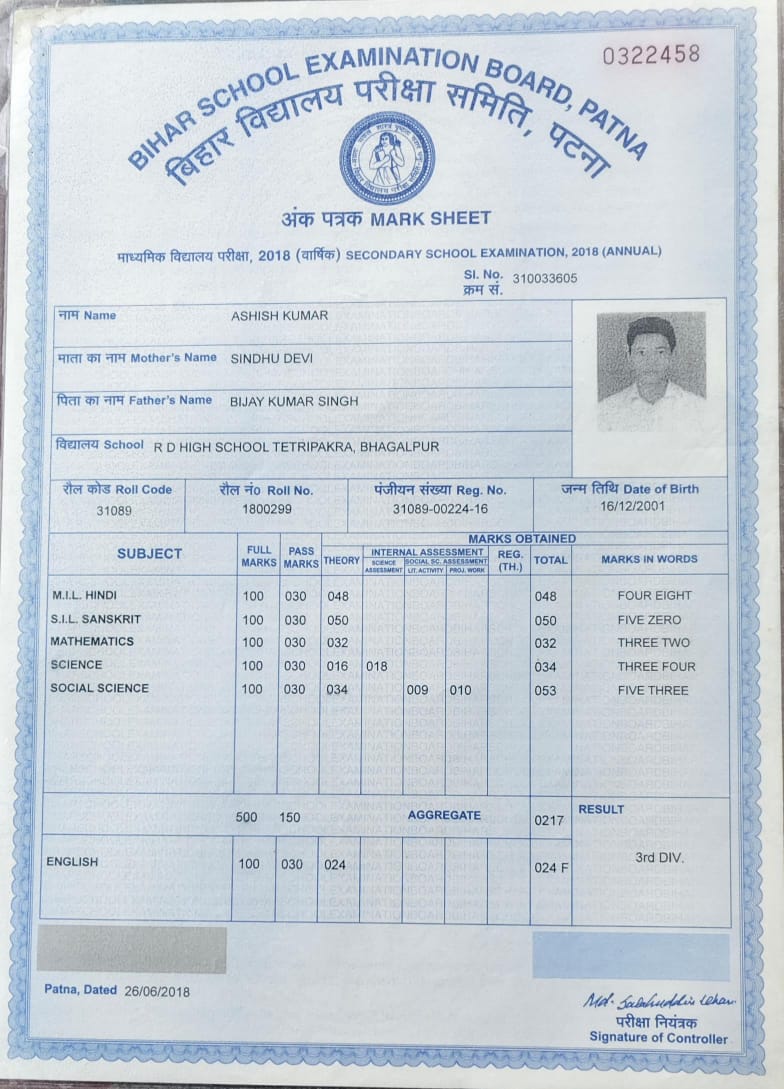 0322458
BIHAR SCHOOL EXAMINATION BOARD, PATNA
बिहार विद्यालय परीक्षा समिति, पटना
अंक पत्रक MARK SHEET
माध्यमिक विद्यालय परीक्षा, 2018 (वार्षिक) SECONDARY SCHOOL EXAMINATION, 2018 (ANNUAL)
Sl. No. 310033605
क्रम सं.
नाम Name ASHISH KUMAR
माता का नाम Mother's Name SINDHU DEVI
पिता का नाम Father's Name BIJAY KUMAR SINGH
विद्यालय School R D HIGH SCHOOL TETRIPAKRA, BHAGALPUR
रौल कोड Roll Code रौल नं० Roll No. पंजीयन संख्या Reg. No. जन्म तिथि Date of Birth
31089 1800299 31089-00224-16 16/12/2001
MARKS OBTAINED
SUBJECT FULL MARKS PASS MARKS THEORY INTERNAL ASSESSMENT REG. (TH.) TOTAL MARKS IN WORDS
SCIENCE ASSESSMENT SOCIAL SC. ASSESSMENT
LIT. ACTIVITY PROJ. WORK
M.I.L. HINDI 100 030 048 048 FOUR EIGHT
S.I.L. SANSKRIT 100 030 050 050 FIVE ZERO
MATHEMATICS 100 030 032 032 THREE TWO
SCIENCE 100 030 016 018 034 THREE FOUR
SOCIAL SCIENCE 100 030 034 009 010 053 FIVE THREE
500 150 AGGREGATE 0217 RESULT
3rd DIV.
ENGLISH 100 030 024 024 F
Patna, Dated 26/06/2018
परीक्षा नियंत्रक
Signature of Controller